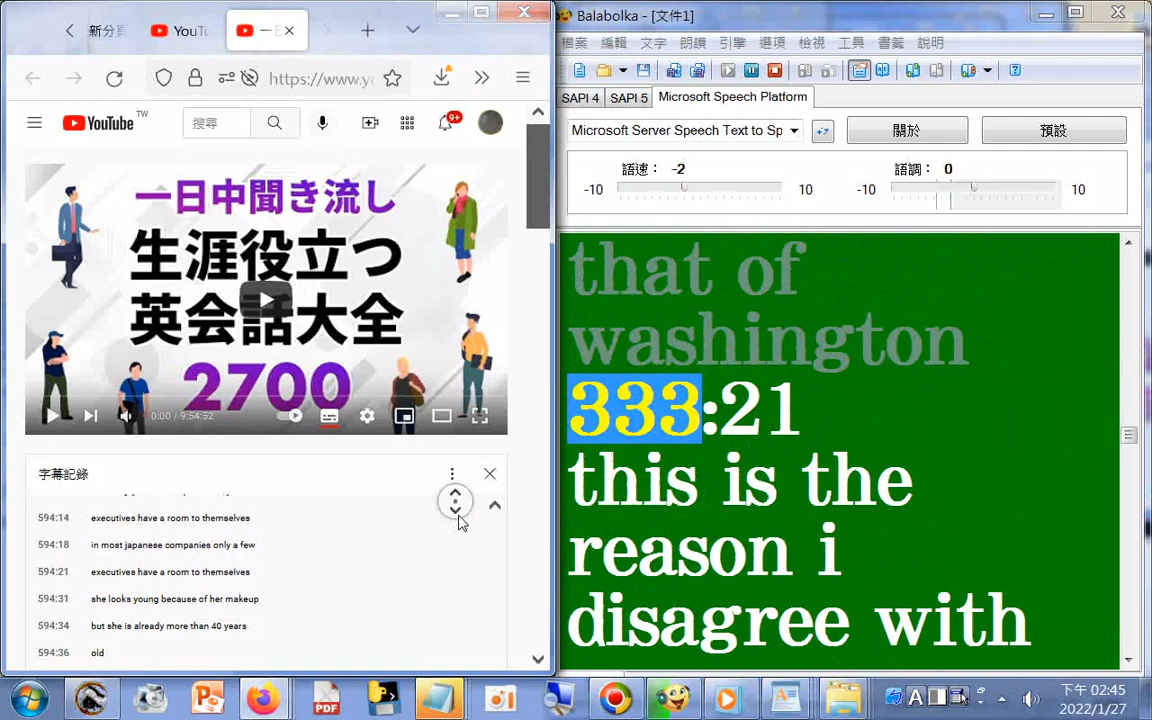 新分頁
YouTu
一 E
https://www.yo
YouTube TW
搜尋
9+
一日中聞き流し
生涯役立つ
英会話大全
2700
0:00 / 9:54:52
字幕記錄
594:14 executives have a room to themselves
594:18 in most japanese companies only a few
594:21 executives have a room to themselves
594:31 she looks young because of her makeup
594:34 but she is already more than 40 years
594:36 old
Balabolka - [文件1]
檔案 編輯 文字 朗讀 引擎 選項 檢視 工具 書籤 說明
SAPI 4 SAPI 5 Microsoft Speech Platform
Microsoft Server Speech Text to Sp
關於 預設
語速： -2 語調： 0
-10 10 -10 10
that of
washington
333:21
this is the
reason i
disagree with
PDF
A
下午 02:45
2022/1/27